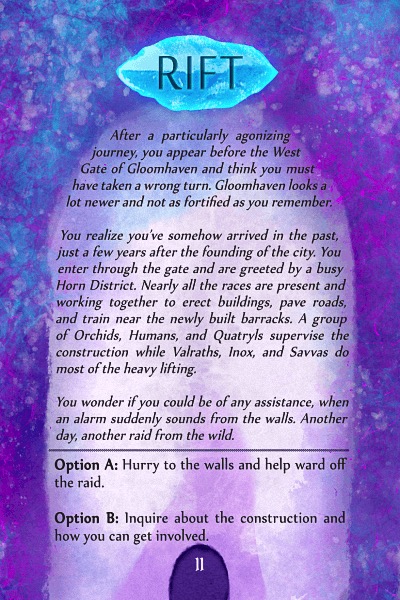 RIFT
After a particularly agonizing
journey, you appear before the West
Gate of Gloomhaven and think you must
have taken a wrong turn. Gloomhaven looks a
lot newer and not as fortified as you remember.
You realize you've somehow arrived in the past,
just a few years after the founding of the city. You
enter through the gate and are greeted by a busy
Horn District. Nearly all the races are present and
working together to erect buildings, pave roads,
and train near the newly built barracks. A group
of Orchids, Humans, and Quatryls supervise the
construction while Valraths, Inox, and Savvas do
most of the heavy lifting.
You wonder if you could be of any assistance, when
an alarm suddenly sounds from the walls. Another
day, another raid from the wild.
Option A: Hurry to the walls and help ward off
the raid.
Option B: Inquire about the construction and
how you can get involved.
11